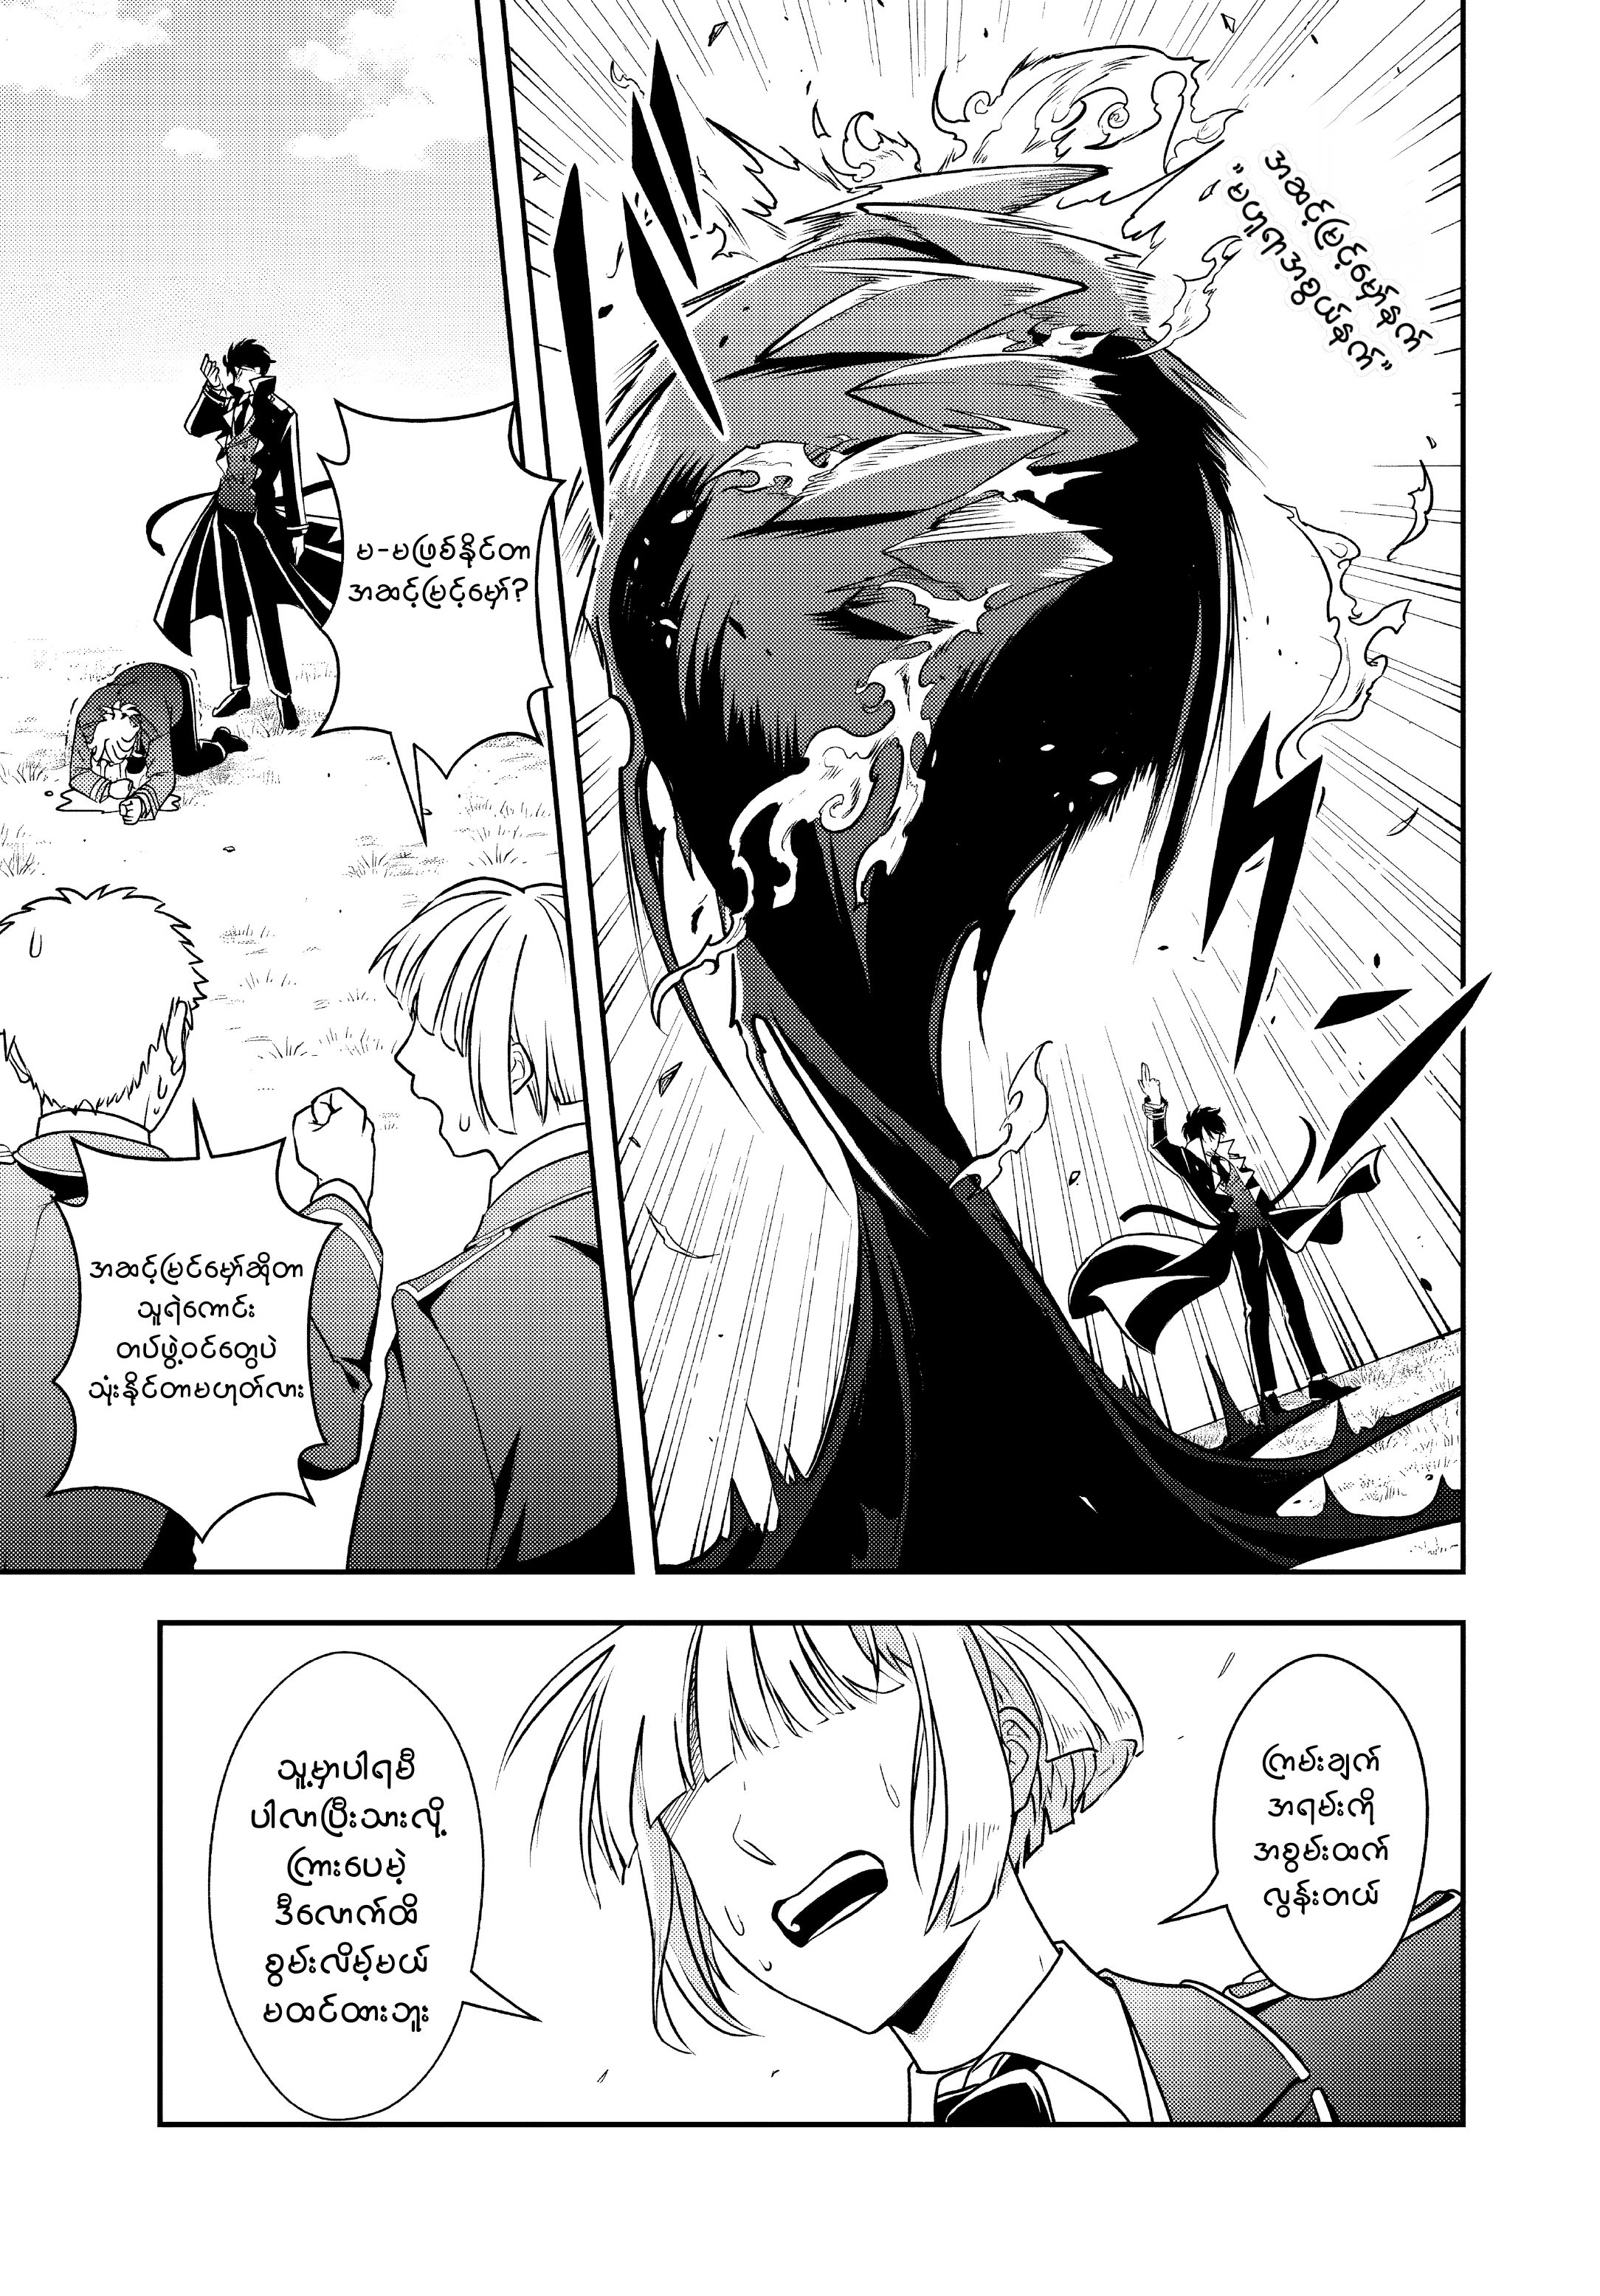 အဆင့်မြင့်မှော်နက်
"မဟူရာအစွယ်နက်"
မ-မဖြစ်နိုင်တာ
အဆင့်မြင့်မှော်?
အဆင့်မြင်မှော်ဆိုတာ
သူရဲကောင်း
တပ်ဖွဲ့ဝင်တွေပဲ
သုံးနိုင်တာမဟုတ်လား
ကြမ်းချက်
အရမ်းကို
အစွမ်းထက်
လွန်းတယ်
သူ့မှာပါရမီ
ပါလာပြီးသားလို့
ကြားပေမဲ့
ဒီလောက်ထိ
စွမ်းလိမ့်မယ်
မထင်ထားဘူး